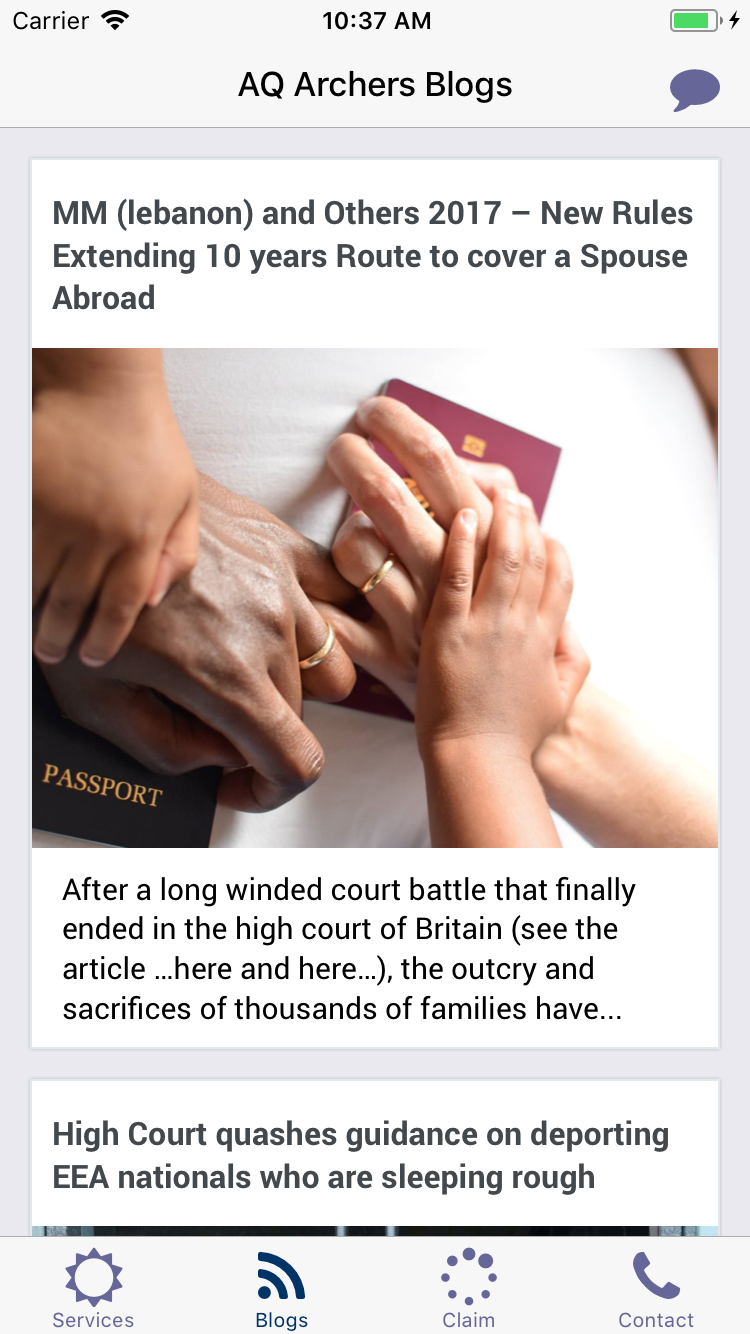 Carrier 10:37 AM
AQ Archers Blogs
MM (lebanon) and Others 2017 – New Rules
Extending 10 years Route to cover a Spouse
Abroad
PASSPORT
After a long winded court battle that finally
ended in the high court of Britain (see the
article ...here and here...), the outcry and
sacrifices of thousands of families have...
High Court quashes guidance on deporting
EEA nationals who are sleeping rough
Services Blogs Claim Contact